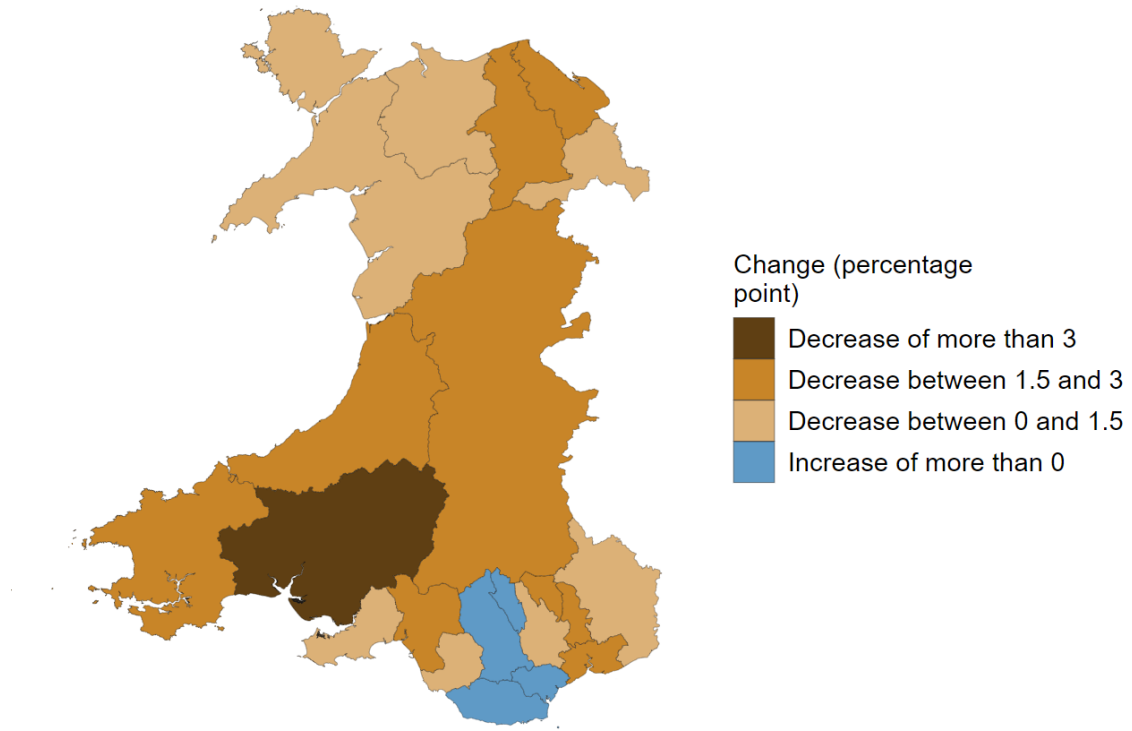 Change (percentage
point)
Decrease of more than 3
Decrease between 1.5 and 3
Decrease between 0 and 1.5
Increase of more than 0